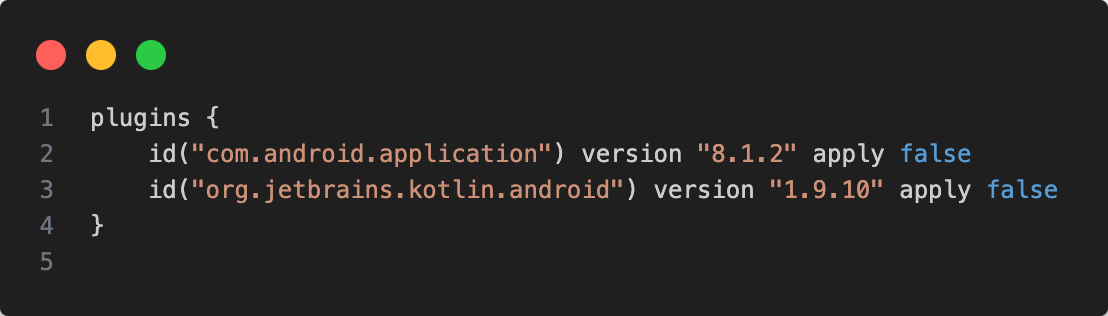 1 plugins {
2     id("com.android.application") version "8.1.2" apply false
3     id("org.jetbrains.kotlin.android") version "1.9.10" apply false
4 }
5